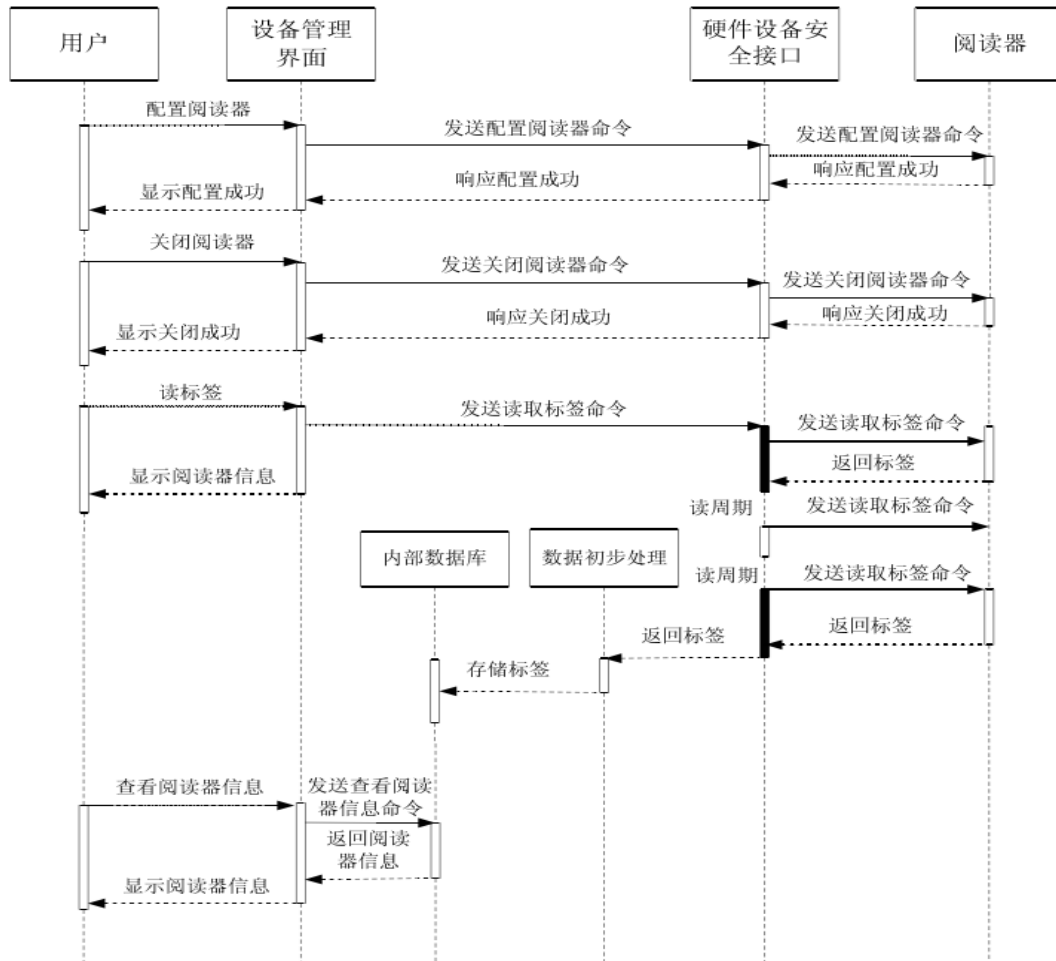 用户
设备管理
界面
硬件设备安
全接口
阅读器
配置阅读器
发送配置阅读器命令
发送配置阅读器命令
响应配置成功
响应配置成功
显示配置成功
关闭阅读器
发送关闭阅读器命令
发送关闭阅读器命令
响应关闭成功
响应关闭成功
显示关闭成功
读标签
发送读取标签命令
发送读取标签命令
返回标签
显示阅读器信息
读周期
发送读取标签命令
内部数据库
数据初步处理
读周期
发送读取标签命令
返回标签
返回标签
存储标签
查看阅读器信息
发送查看阅读
器信息命令
返回阅读
器信息
显示阅读器信息